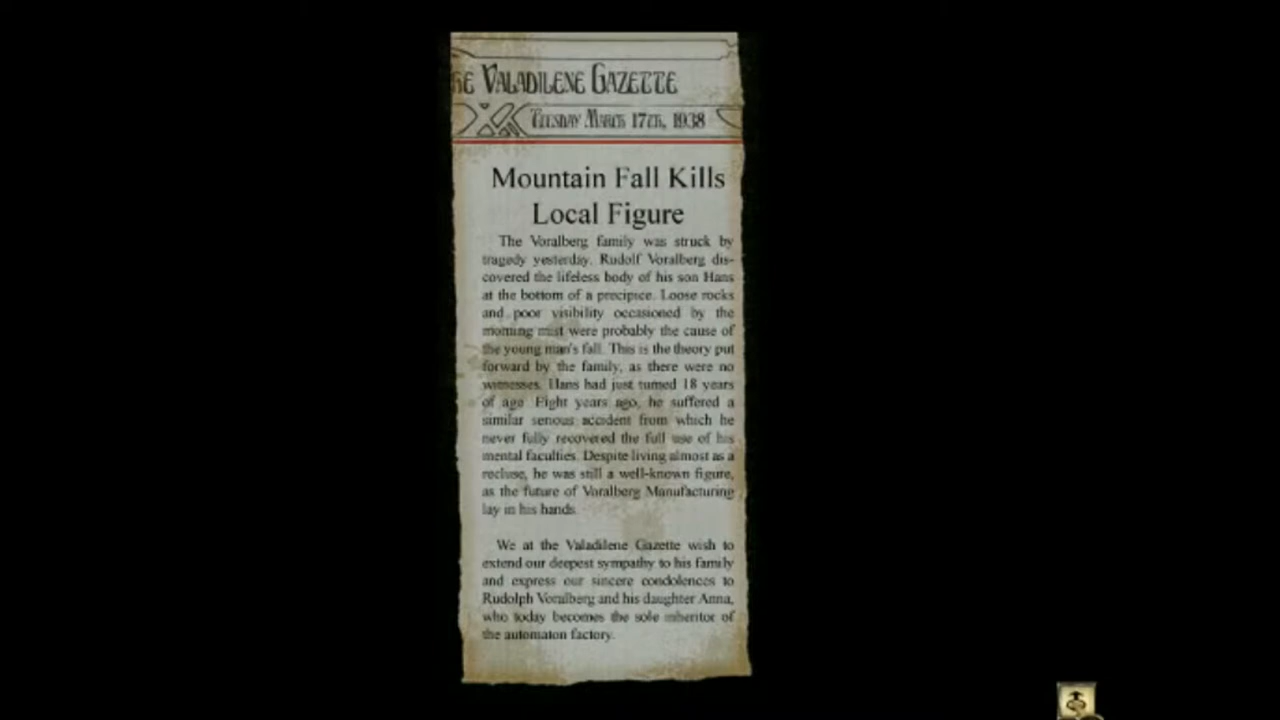 HE VALADILENE GAZETTE
TUESDAY MARCH 17TH, 1938
Mountain Fall Kills
Local Figure
The Voralberg family was struck by
tragedy yesterday. Rudolf Voralberg dis-
covered the lifeless body of his son Hans
at the bottom of a precipice. Loose rocks
and poor visibility occasioned by the
morning mist were probably the cause of
the young man's fall. This is the theory put
forward by the family, as there were no
witnesses. Hans had just turned 18 years
of age. Eight years ago, he suffered a
similar serious accident from which he
never fully recovered the full use of his
mental faculties. Despite living almost as a
recluse, he was still a well-known figure,
as the future of Voralberg Manufacturing
lay in his hands.
We at the Valadilene Gazette wish to
extend our deepest sympathy to his family
and express our sincere condolences to
Rudolph Voralberg and his daughter Anna,
who today becomes the sole inheritor of
the automaton factory.